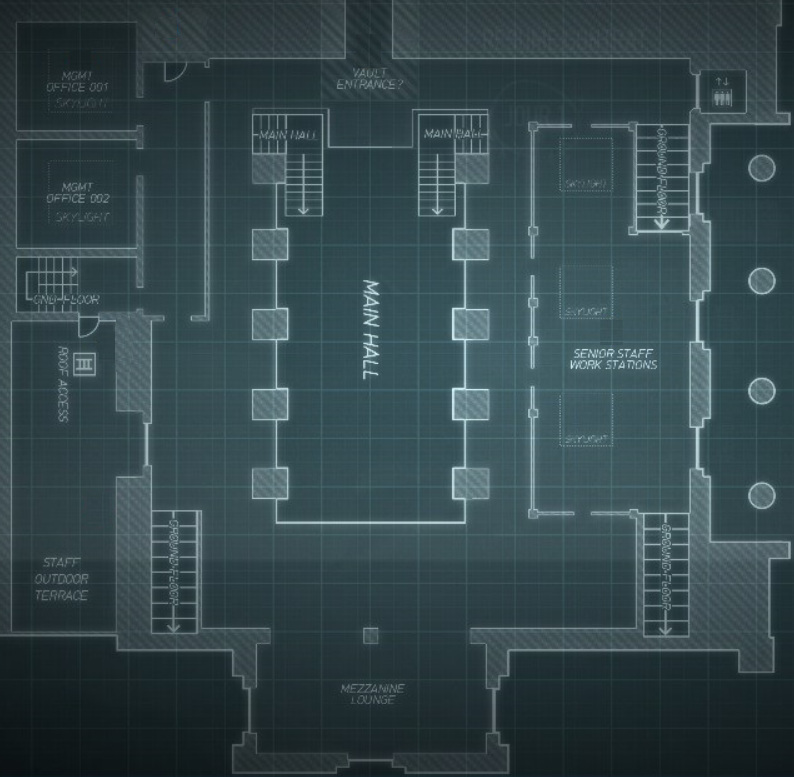 MGMT
OFFICE 001
SKYLIGHT
VAULT
ENTRANCE?
MAIN HALL
MAIN HALL
GROUND FLOOR
SKYLIGHT
MGMT
OFFICE 002
SKYLIGHT
GND FLOOR
MAIN HALL
SKYLIGHT
ROOF ACCESS
SENIOR STAFF
WORK STATIONS
SKYLIGHT
GROUND FLOOR
GROUND FLOOR
STAFF
OUTDOOR
TERRACE
MEZZANINE
LOUNGE